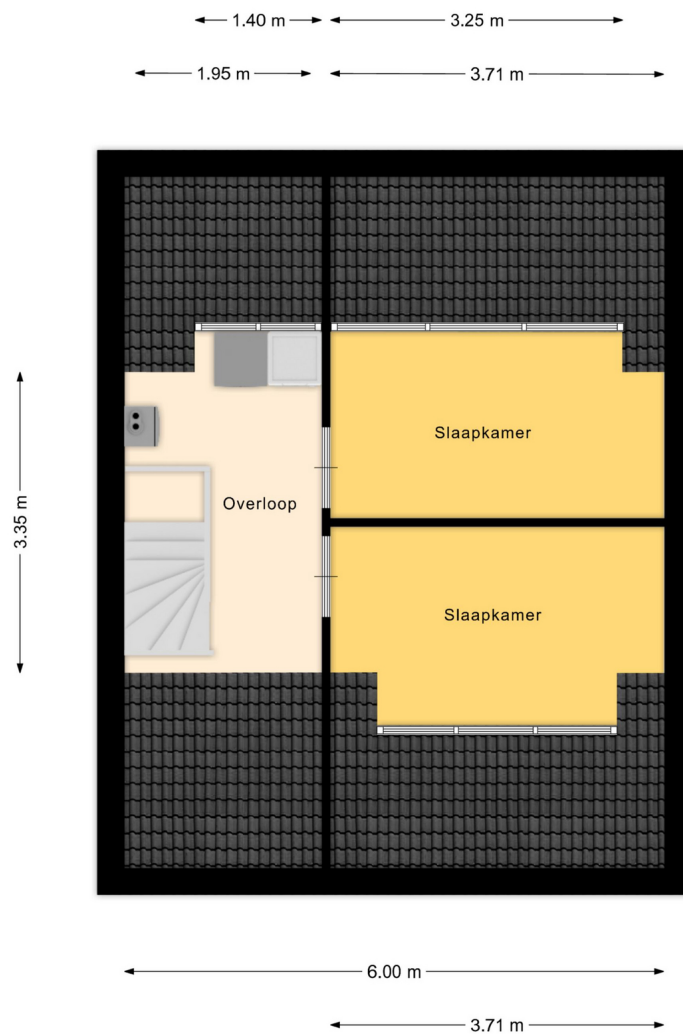 1.40 m
3.25 m
1.95 m
3.71 m
Slaapkamer
3.35 m
Overloop
Slaapkamer
6.00 m
3.71 m